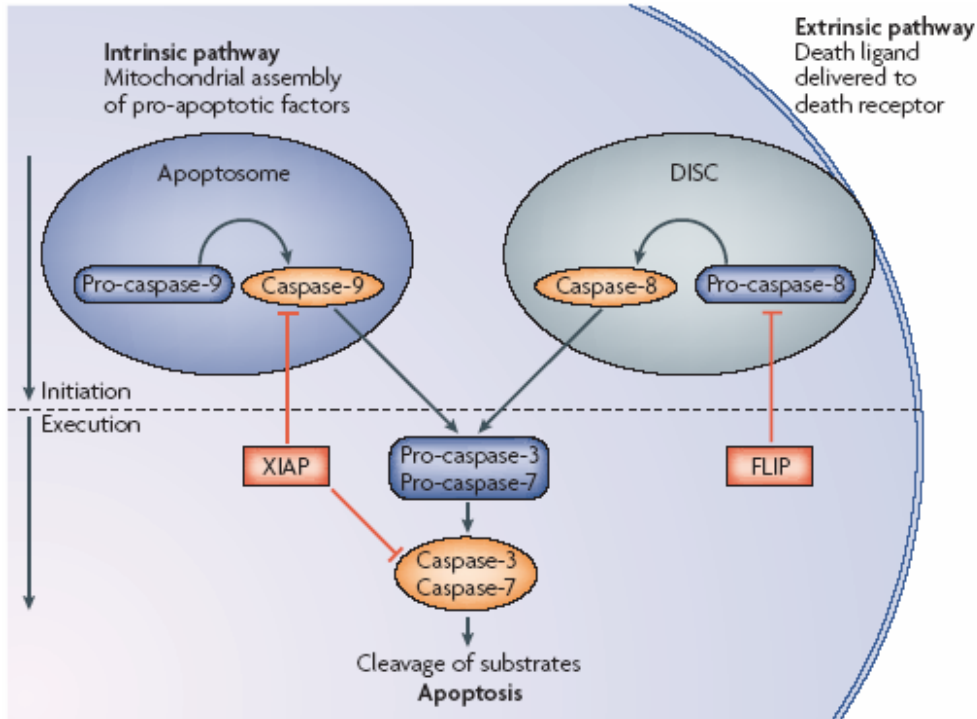 Intrinsic pathway
Mitochondrial assembly
of pro-apoptotic factors
Extrinsic pathway
Death ligand
delivered to
death receptor
Apoptosome
DISC
Pro-caspase-9
Caspase-9
Caspase-8
Pro-caspase-8
Initiation
Execution
XIAP
Pro-caspase-3
Pro-caspase-7
FLIP
Caspase-3
Caspase-7
Cleavage of substrates
Apoptosis